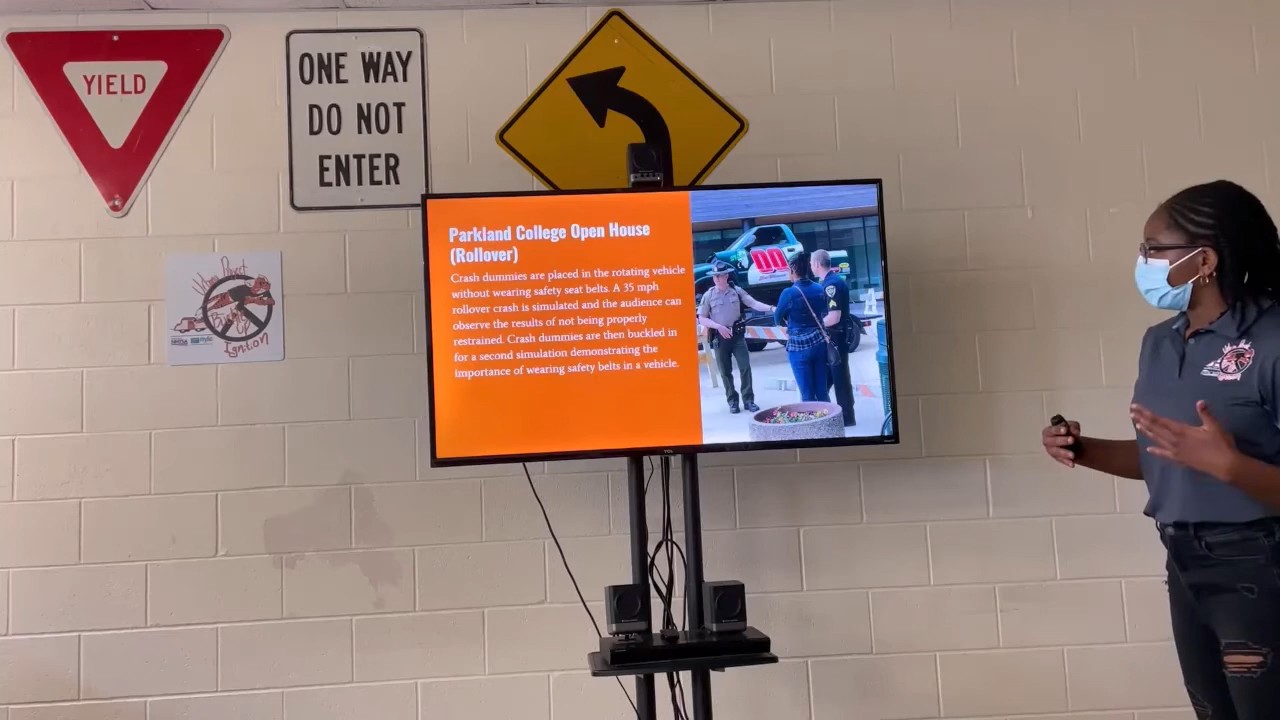 YIELD
ONE WAY
DO NOT
ENTER
Parkland College Open House
(Rollover)
Crash dummies are placed in the rotating vehicle
without wearing safety seat belts. A 35 mph
rollover crash is simulated and the audience can
observe the results of not being properly
restrained. Crash dummies are then buckled in
for a second simulation demonstrating the
importance of wearing safety belts in a vehicle.
00
Ignition
TCL